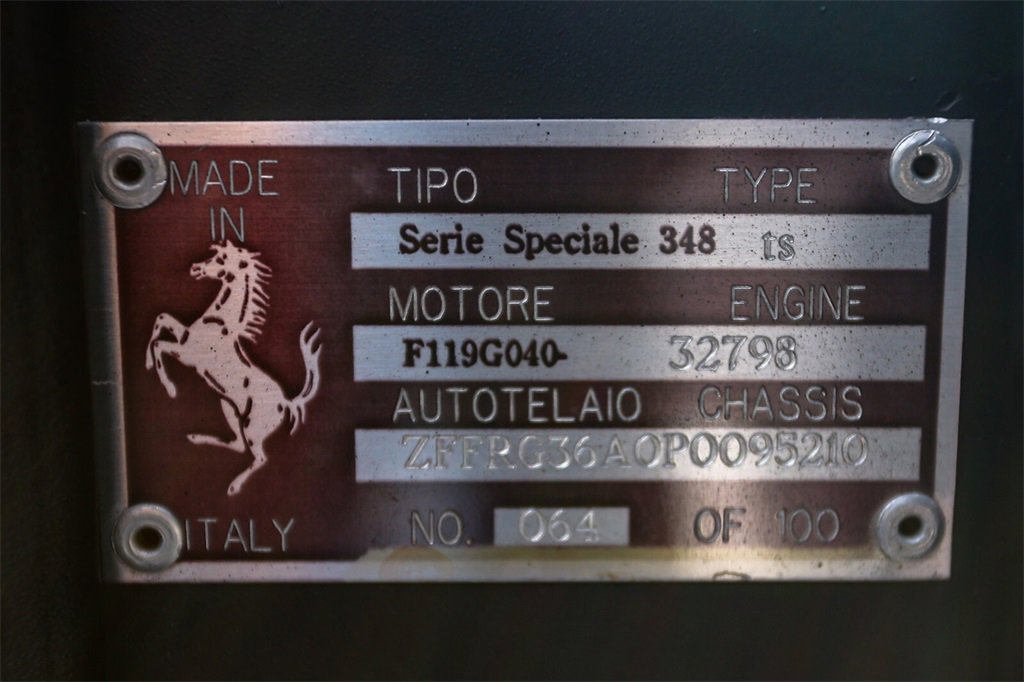 MADE
IN
TIPO TYPE
Serie Speciale 348 ts
MOTORE ENGINE
F119G040- 32798
AUTOTELAIO CHASSIS
ZFFRG36A0P0095210
ITALY NO. 064 OF 100